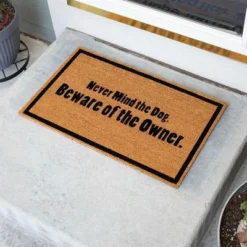 Never Mind the Dog.
Beware of the Owner.